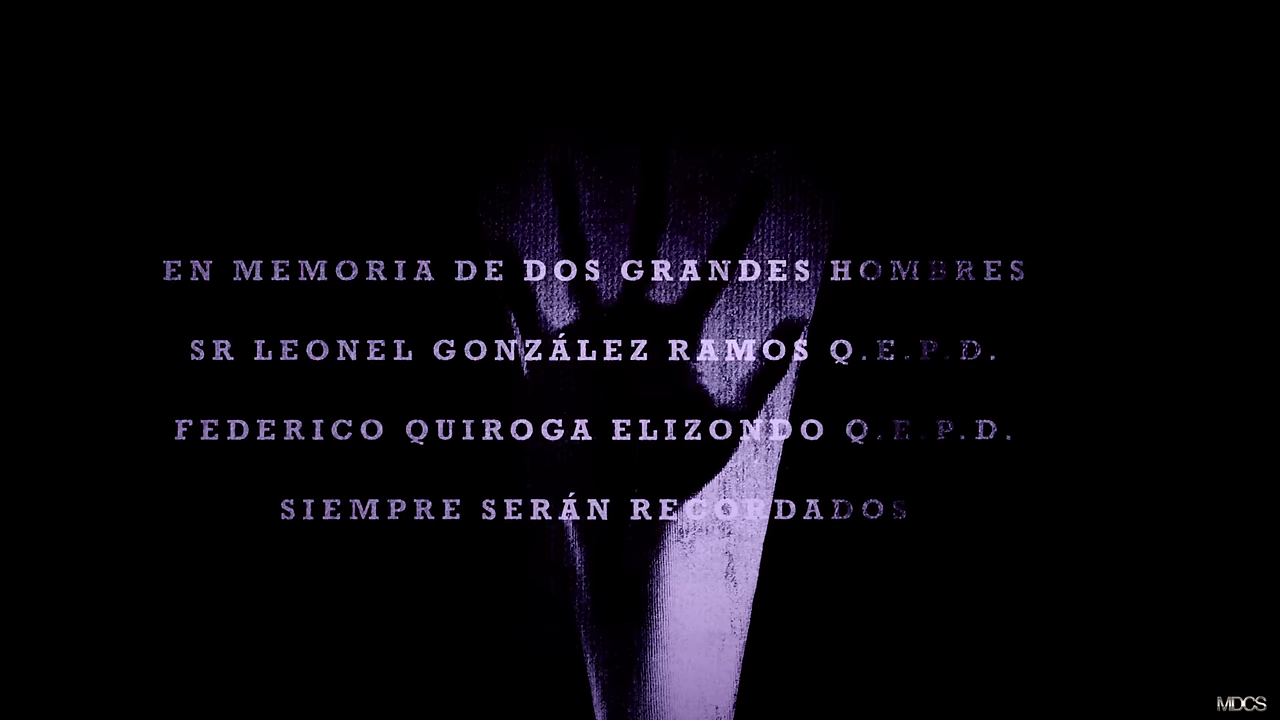 EN MEMORIA DE DOS GRANDES HOMBRES
SR LEONEL GONZÁLEZ RAMOS Q.E.P.D.
FEDERICO QUIROGA ELIZONDO Q.E.P.D.
SIEMPRE SERÁN RECORDADOS
MDCS